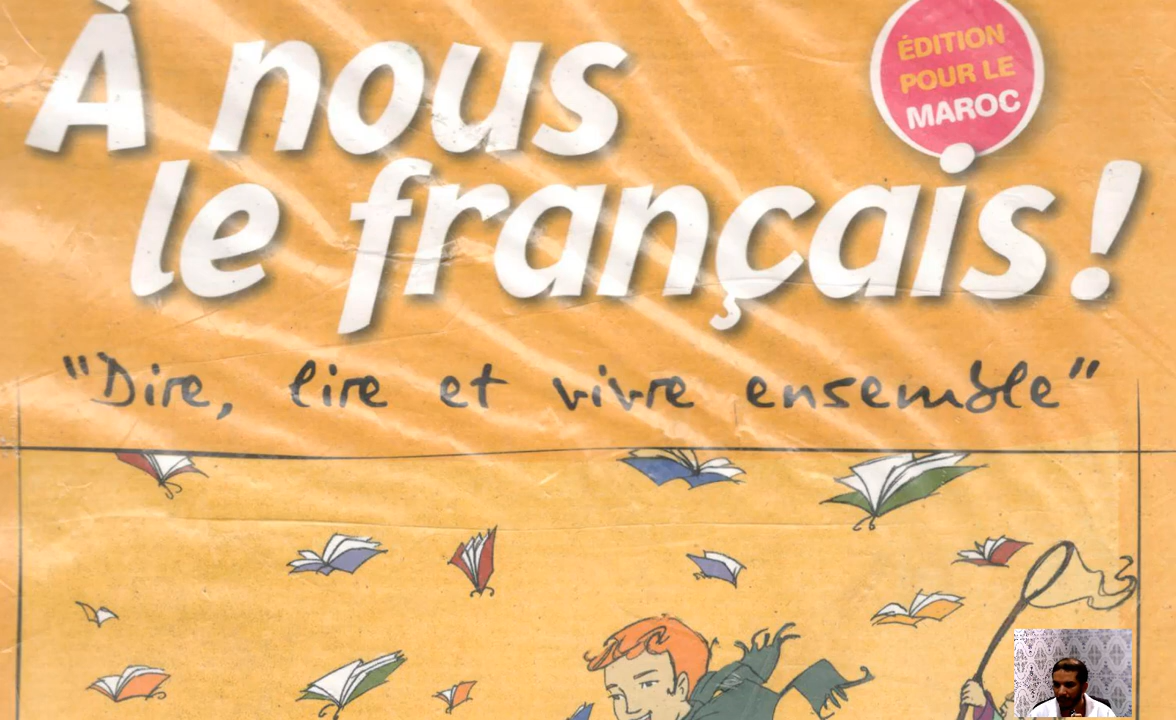 À nous
le français !
ÉDITION
POUR LE
MAROC
"Dire, lire et vivre ensemble"